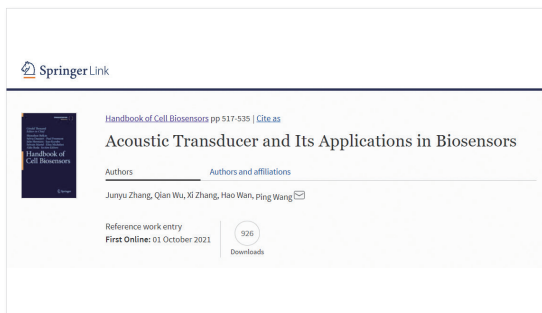 Springer Link
Handbook of Cell Biosensors pp 517-535 | Cite as
Acoustic Transducer and Its Applications in Biosensors
Authors Authors and affiliations
Junyu Zhang, Qian Wu, Xi Zhang, Hao Wan, Ping Wang
Reference work entry
First Online: 01 October 2021
926
Downloads
Handbook of
Cell Biosensors
Springer